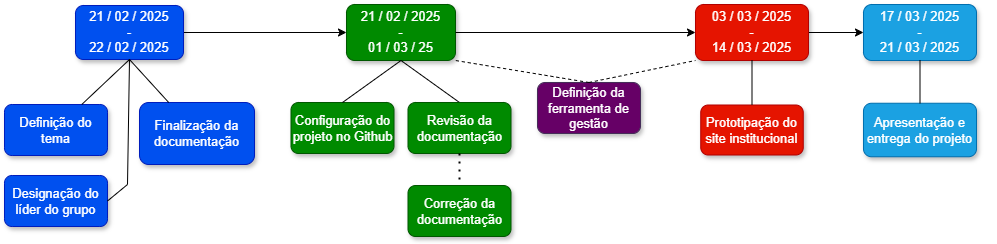 21 / 02 / 2025
-
22 / 02 / 2025
21 / 02 / 2025
-
01 / 03 / 25
03 / 03 / 2025
-
14 / 03 / 2025
17 / 03 / 2025
-
21 / 03 / 2025
Definição do
tema
Finalização da
documentação
Designação do
líder do grupo
Configuração do
projeto no Github
Revisão da
documentação
Correção da
documentação
Definição da
ferramenta de
gestão
Prototipação do
site institucional
Apresentação e
entrega do projeto